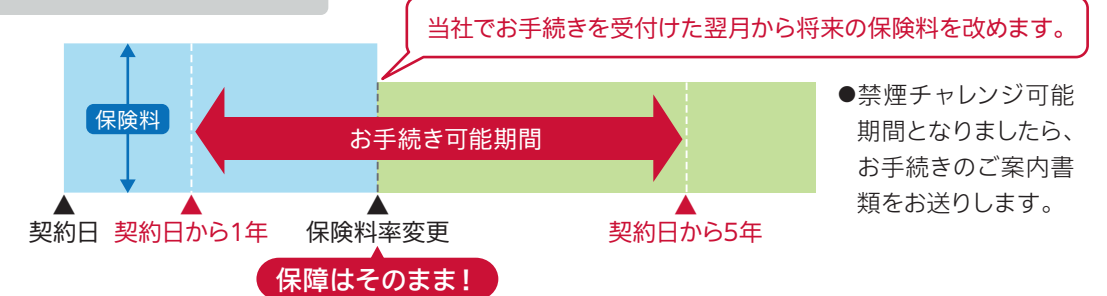 当社でお手続きを受付けた翌月から将来の保険料を改めます。
保険料
お手続き可能期間
契約日
契約日から1年
保険料率変更
契約日から5年
保障はそのまま!
●禁煙チャレンジ可能
期間となりましたら、
お手続きのご案内書
類をお送りします。